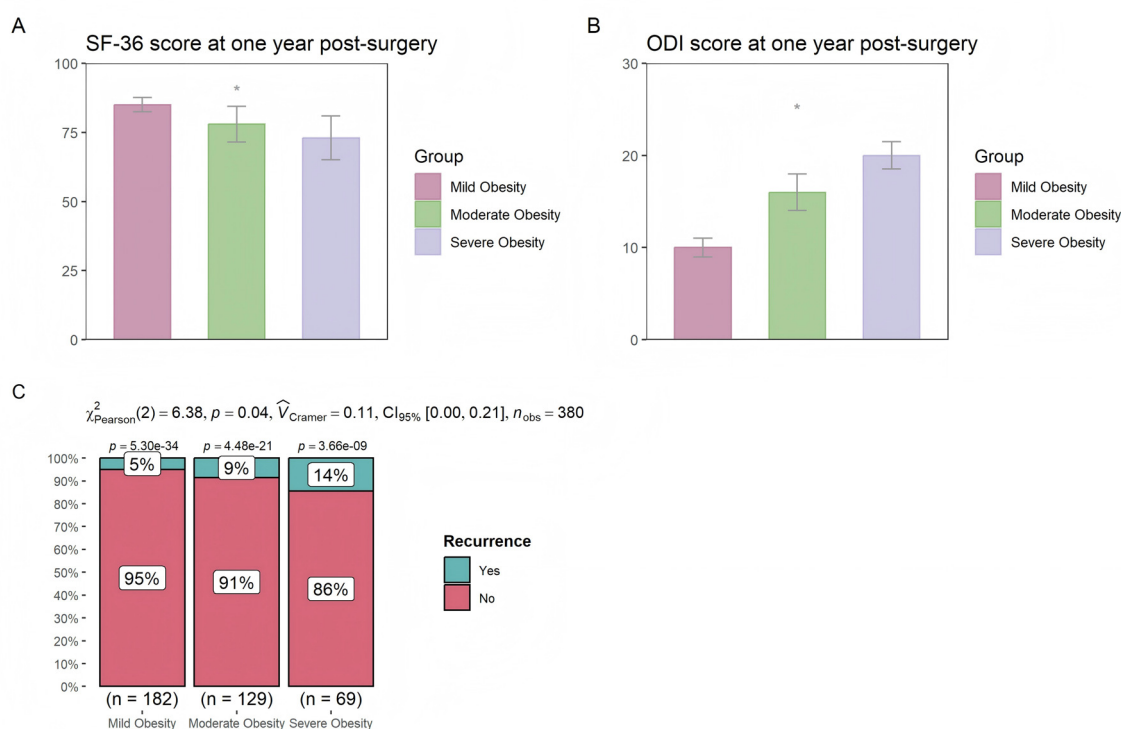 A
SF-36 score at one year post-surgery
100
75
50
25
0
*
Group
Mild Obesity
Moderate Obesity
Severe Obesity
B
ODI score at one year post-surgery
30
20
10
0
*
Group
Mild Obesity
Moderate Obesity
Severe Obesity
C
χ²Pearson(2) = 6.38, p = 0.04, V̂Cramer = 0.11, CI95% [0.00, 0.21], nobs = 380
p = 5.30e-34 p = 4.48e-21 p = 3.66e-09
100%
90%
80%
70%
60%
50%
40%
30%
20%
10%
0%
5% 9% 14%
95% 91% 86%
(n = 182) (n = 129) (n = 69)
Mild Obesity Moderate Obesity Severe Obesity
Recurrence
Yes
No